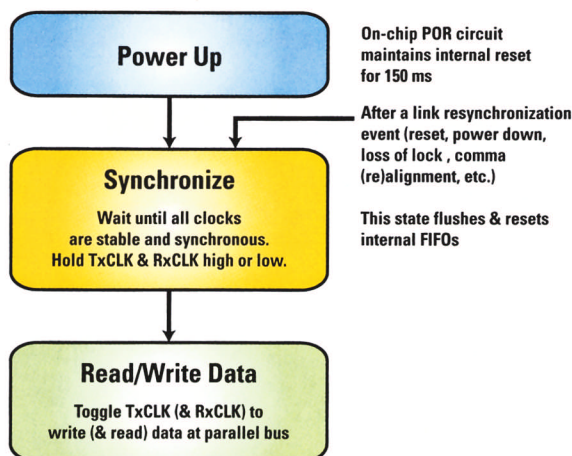 Power Up
On-chip POR circuit
maintains internal reset
for 150 ms
After a link resynchronization
event (reset, power down,
loss of lock , comma
(re)alignment, etc.)
Synchronize
Wait until all clocks
are stable and synchronous.
Hold TxCLK & RxCLK high or low.
This state flushes & resets
internal FIFOs
Read/Write Data
Toggle TxCLK (& RxCLK) to
write (& read) data at parallel bus